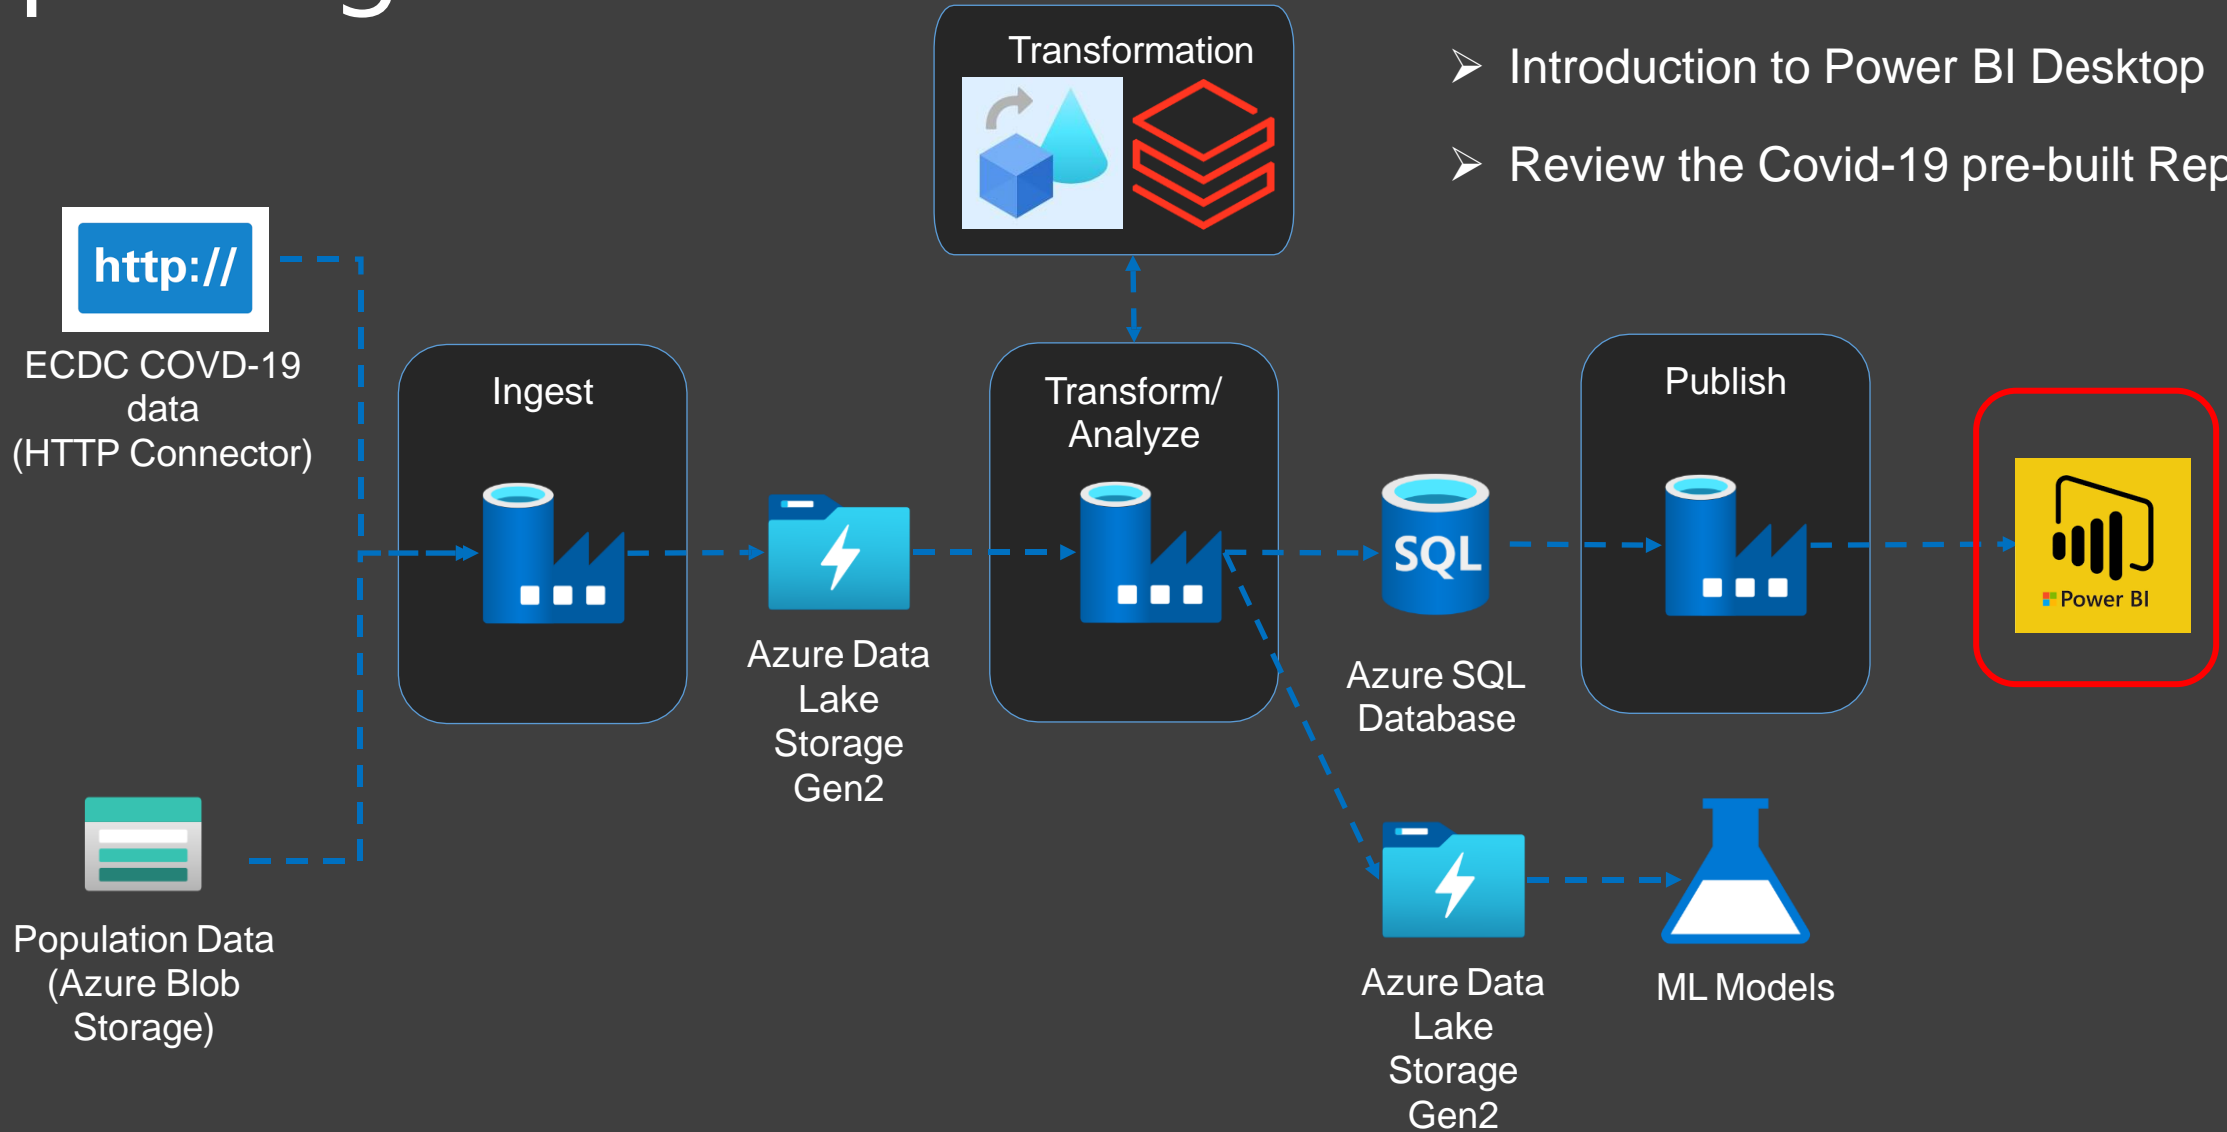 Transformation
➢ Introduction to Power BI Desktop
➢ Review the Covid-19 pre-built
http://
ECDC COVD-19
data
(HTTP Connector)
Ingest
Transform/
Analyze
Publish
SQL
Power BI
Azure Data
Lake
Storage
Gen2
Azure SQL
Database
Population Data
(Azure Blob
Storage)
Azure Data
Lake
Storage
Gen2
ML Models